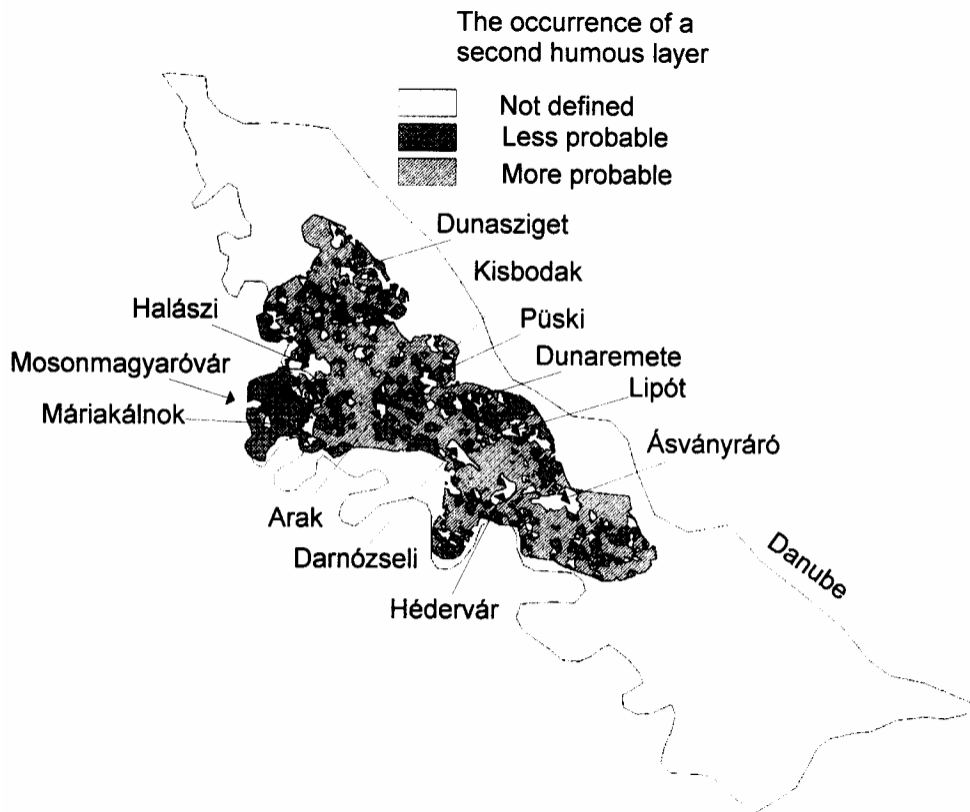 The occurrence of a
second humous layer
Not defined
Less probable
More probable
Dunasziget
Kisbodak
Halászi
Püski
Mosonmagyaróvár
Dunaremete
Lipót
Máriakálnok
Ásványráró
Arak
Darnózseli
Danube
Hédervár